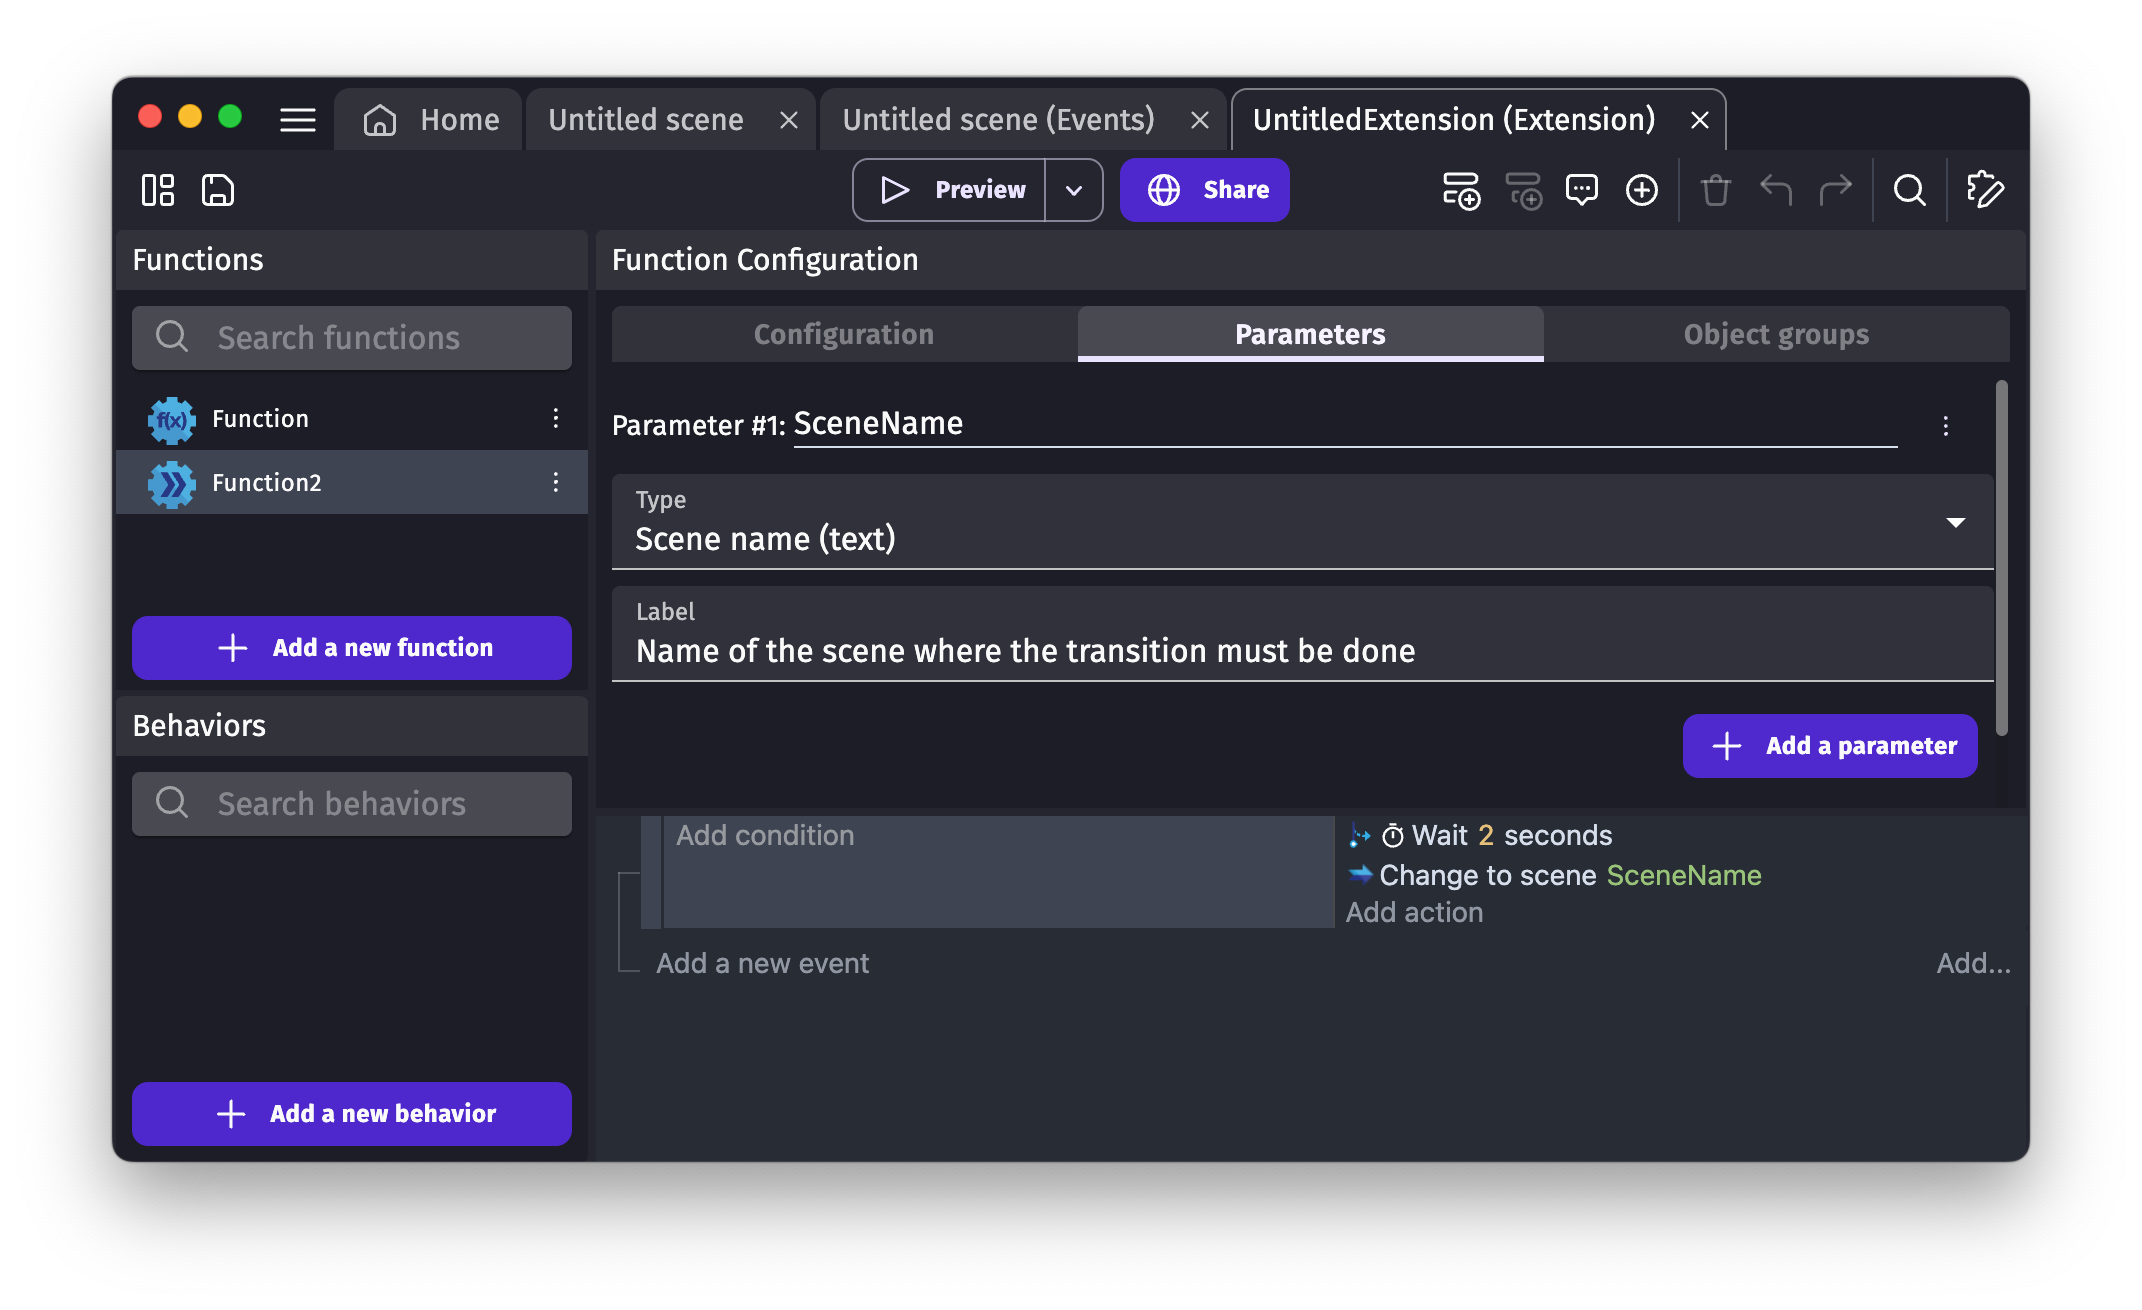 Home
Untitled scene
Untitled scene (Events)
UntitledExtension (Extension)
Preview
Share
Functions
Search functions
f(x) Function
Function2
Add a new function
Behaviors
Search behaviors
Add a new behavior
Function Configuration
Configuration
Parameters
Object groups
Parameter #1: SceneName
Type
Scene name (text)
Label
Name of the scene where the transition must be done
Add a parameter
Add condition
Wait 2 seconds
Change to scene SceneName
Add action
Add a new event
Add...